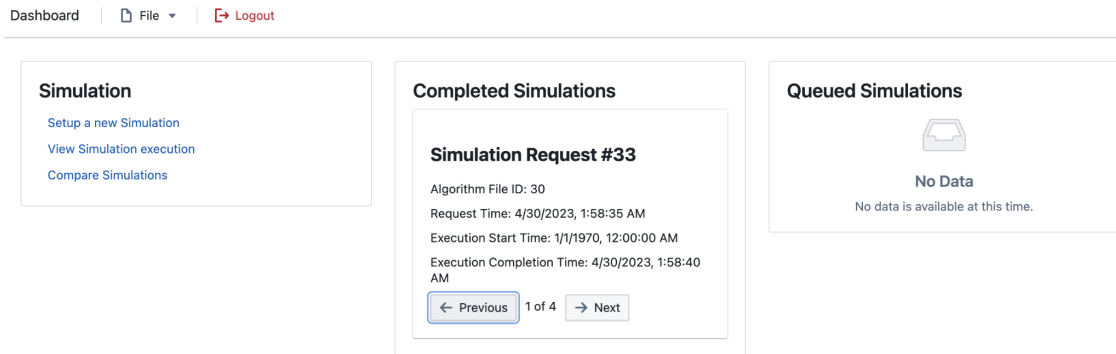 Dashboard File Logout
Simulation
Setup a new Simulation
View Simulation execution
Compare Simulations
Completed Simulations
Simulation Request #33
Algorithm File ID: 30
Request Time: 4/30/2023, 1:58:35 AM
Execution Start Time: 1/1/1970, 12:00:00 AM
Execution Completion Time: 4/30/2023, 1:58:40
AM
Previous 1 of 4 Next
Queued Simulations
No Data
No data is available at this time.